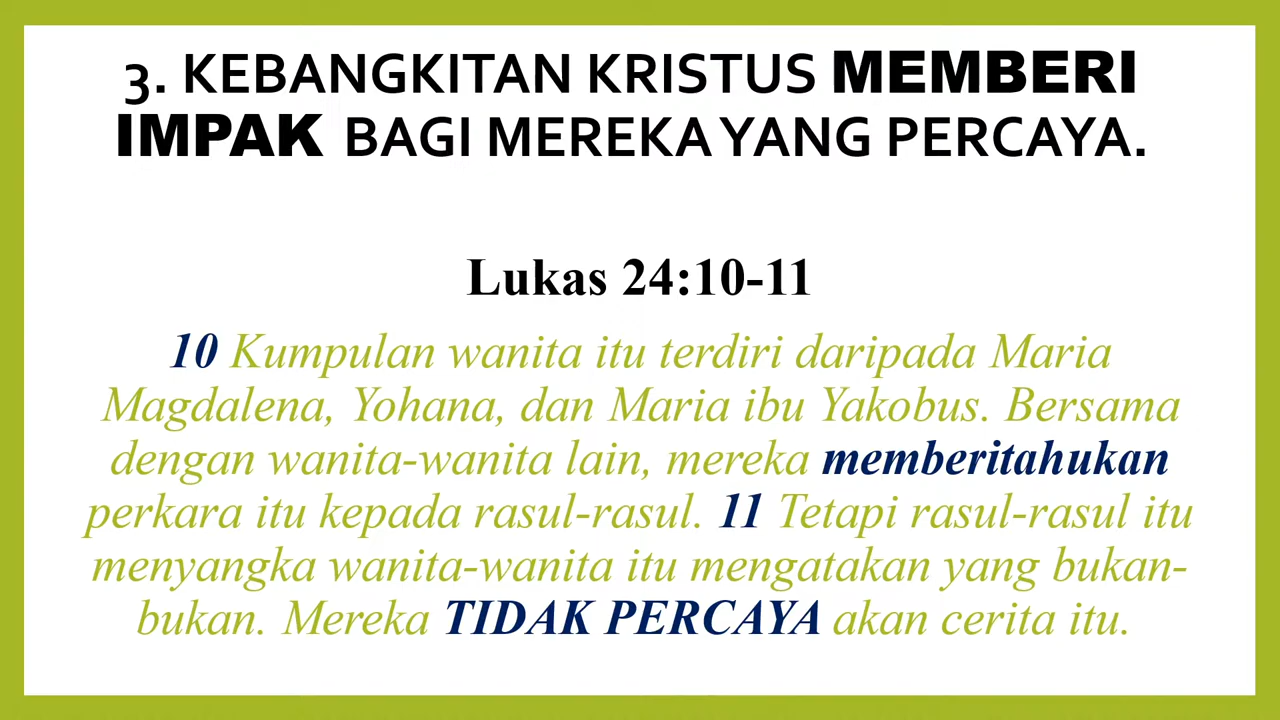 3. KEBANGKITAN KRISTUS MEMBERI
IMPAK BAGI MEREKA YANG PERCAYA.
Lukas 24:10-11
10 Kumpulan wanita itu terdiri daripada Maria
Magdalena, Yohana, dan Maria ibu Yakobus. Bersama
dengan wanita-wanita lain, mereka memberitahukan
perkara itu kepada rasul-rasul. 11 Tetapi rasul-rasul itu
menyangka wanita-wanita itu mengatakan yang bukan-
bukan. Mereka TIDAK PERCAYA akan cerita itu.